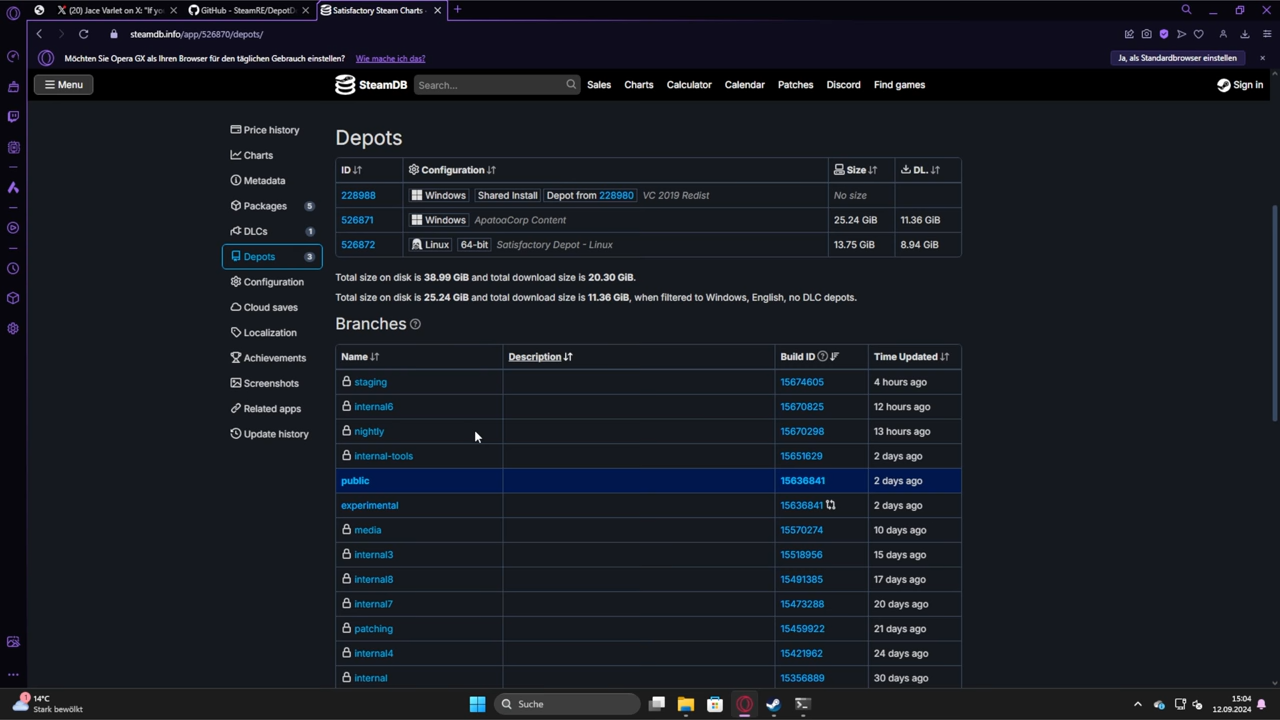 (20) Jace Varlet on X: "If you
GitHub - SteamRE/DepotD
Satisfactory Steam Charts
steamdb.info/app/526870/depots/
Möchten Sie Opera GX als Ihren Browser für den täglichen Gebrauch einstellen? Wie mache ich das?
Ja, als Standardbrowser einstellen
Menu
SteamDB
Search...
Sales
Charts
Calculator
Calendar
Patches
Discord
Find games
Sign in
Price history
Charts
Metadata
Packages 5
DLCs 1
Depots 3
Configuration
Cloud saves
Localization
Achievements
Screenshots
Related apps
Update history
Depots
ID Configuration Size DL.
228988 Windows Shared Install Depot from 228980 VC 2019 Redist No size
526871 Windows ApatoaCorp Content 25.24 GiB 11.36 GiB
526872 Linux 64-bit Satisfactory Depot - Linux 13.75 GiB 8.94 GiB
Total size on disk is 38.99 GiB and total download size is 20.30 GiB.
Total size on disk is 25.24 GiB and total download size is 11.36 GiB, when filtered to Windows, English, no DLC depots.
Branches
Name Description Build ID Time Updated
staging 15674605 4 hours ago
internal6 15670825 12 hours ago
nightly 15670298 13 hours ago
internal-tools 15651629 2 days ago
public 15636841 2 days ago
experimental 15636841 2 days ago
media 15570274 10 days ago
internal3 15518956 15 days ago
internal8 15491385 17 days ago
internal7 15473288 20 days ago
patching 15459922 21 days ago
internal4 15421962 24 days ago
internal 15356889 30 days ago
1
14°C
Stark bewölkt
Suche
15:04
12.09.2024